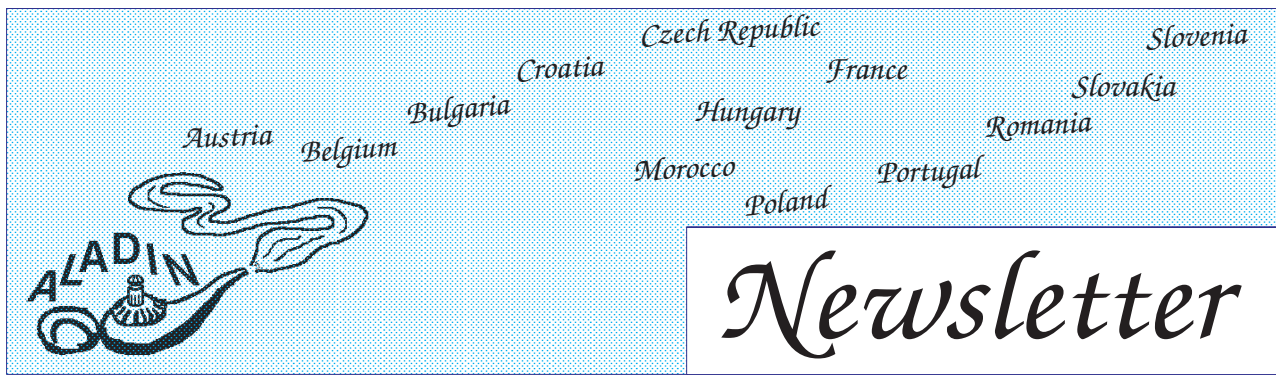 Czech Republic
Slovenia
Croatia
France
Slovakia
Bulgaria
Hungary
Romania
Austria
Belgium
Morocco
Portugal
Poland
ALADIN
Newsletter